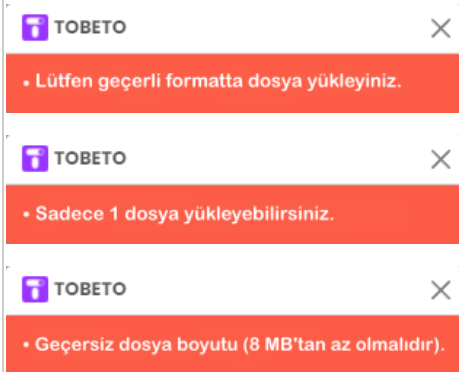 TOBETO
• Lütfen geçerli formatta dosya yükleyiniz.
TOBETO
• Sadece 1 dosya yükleyebilirsiniz.
TOBETO
• Geçersiz dosya boyutu (8 MB'tan az olmalıdır).